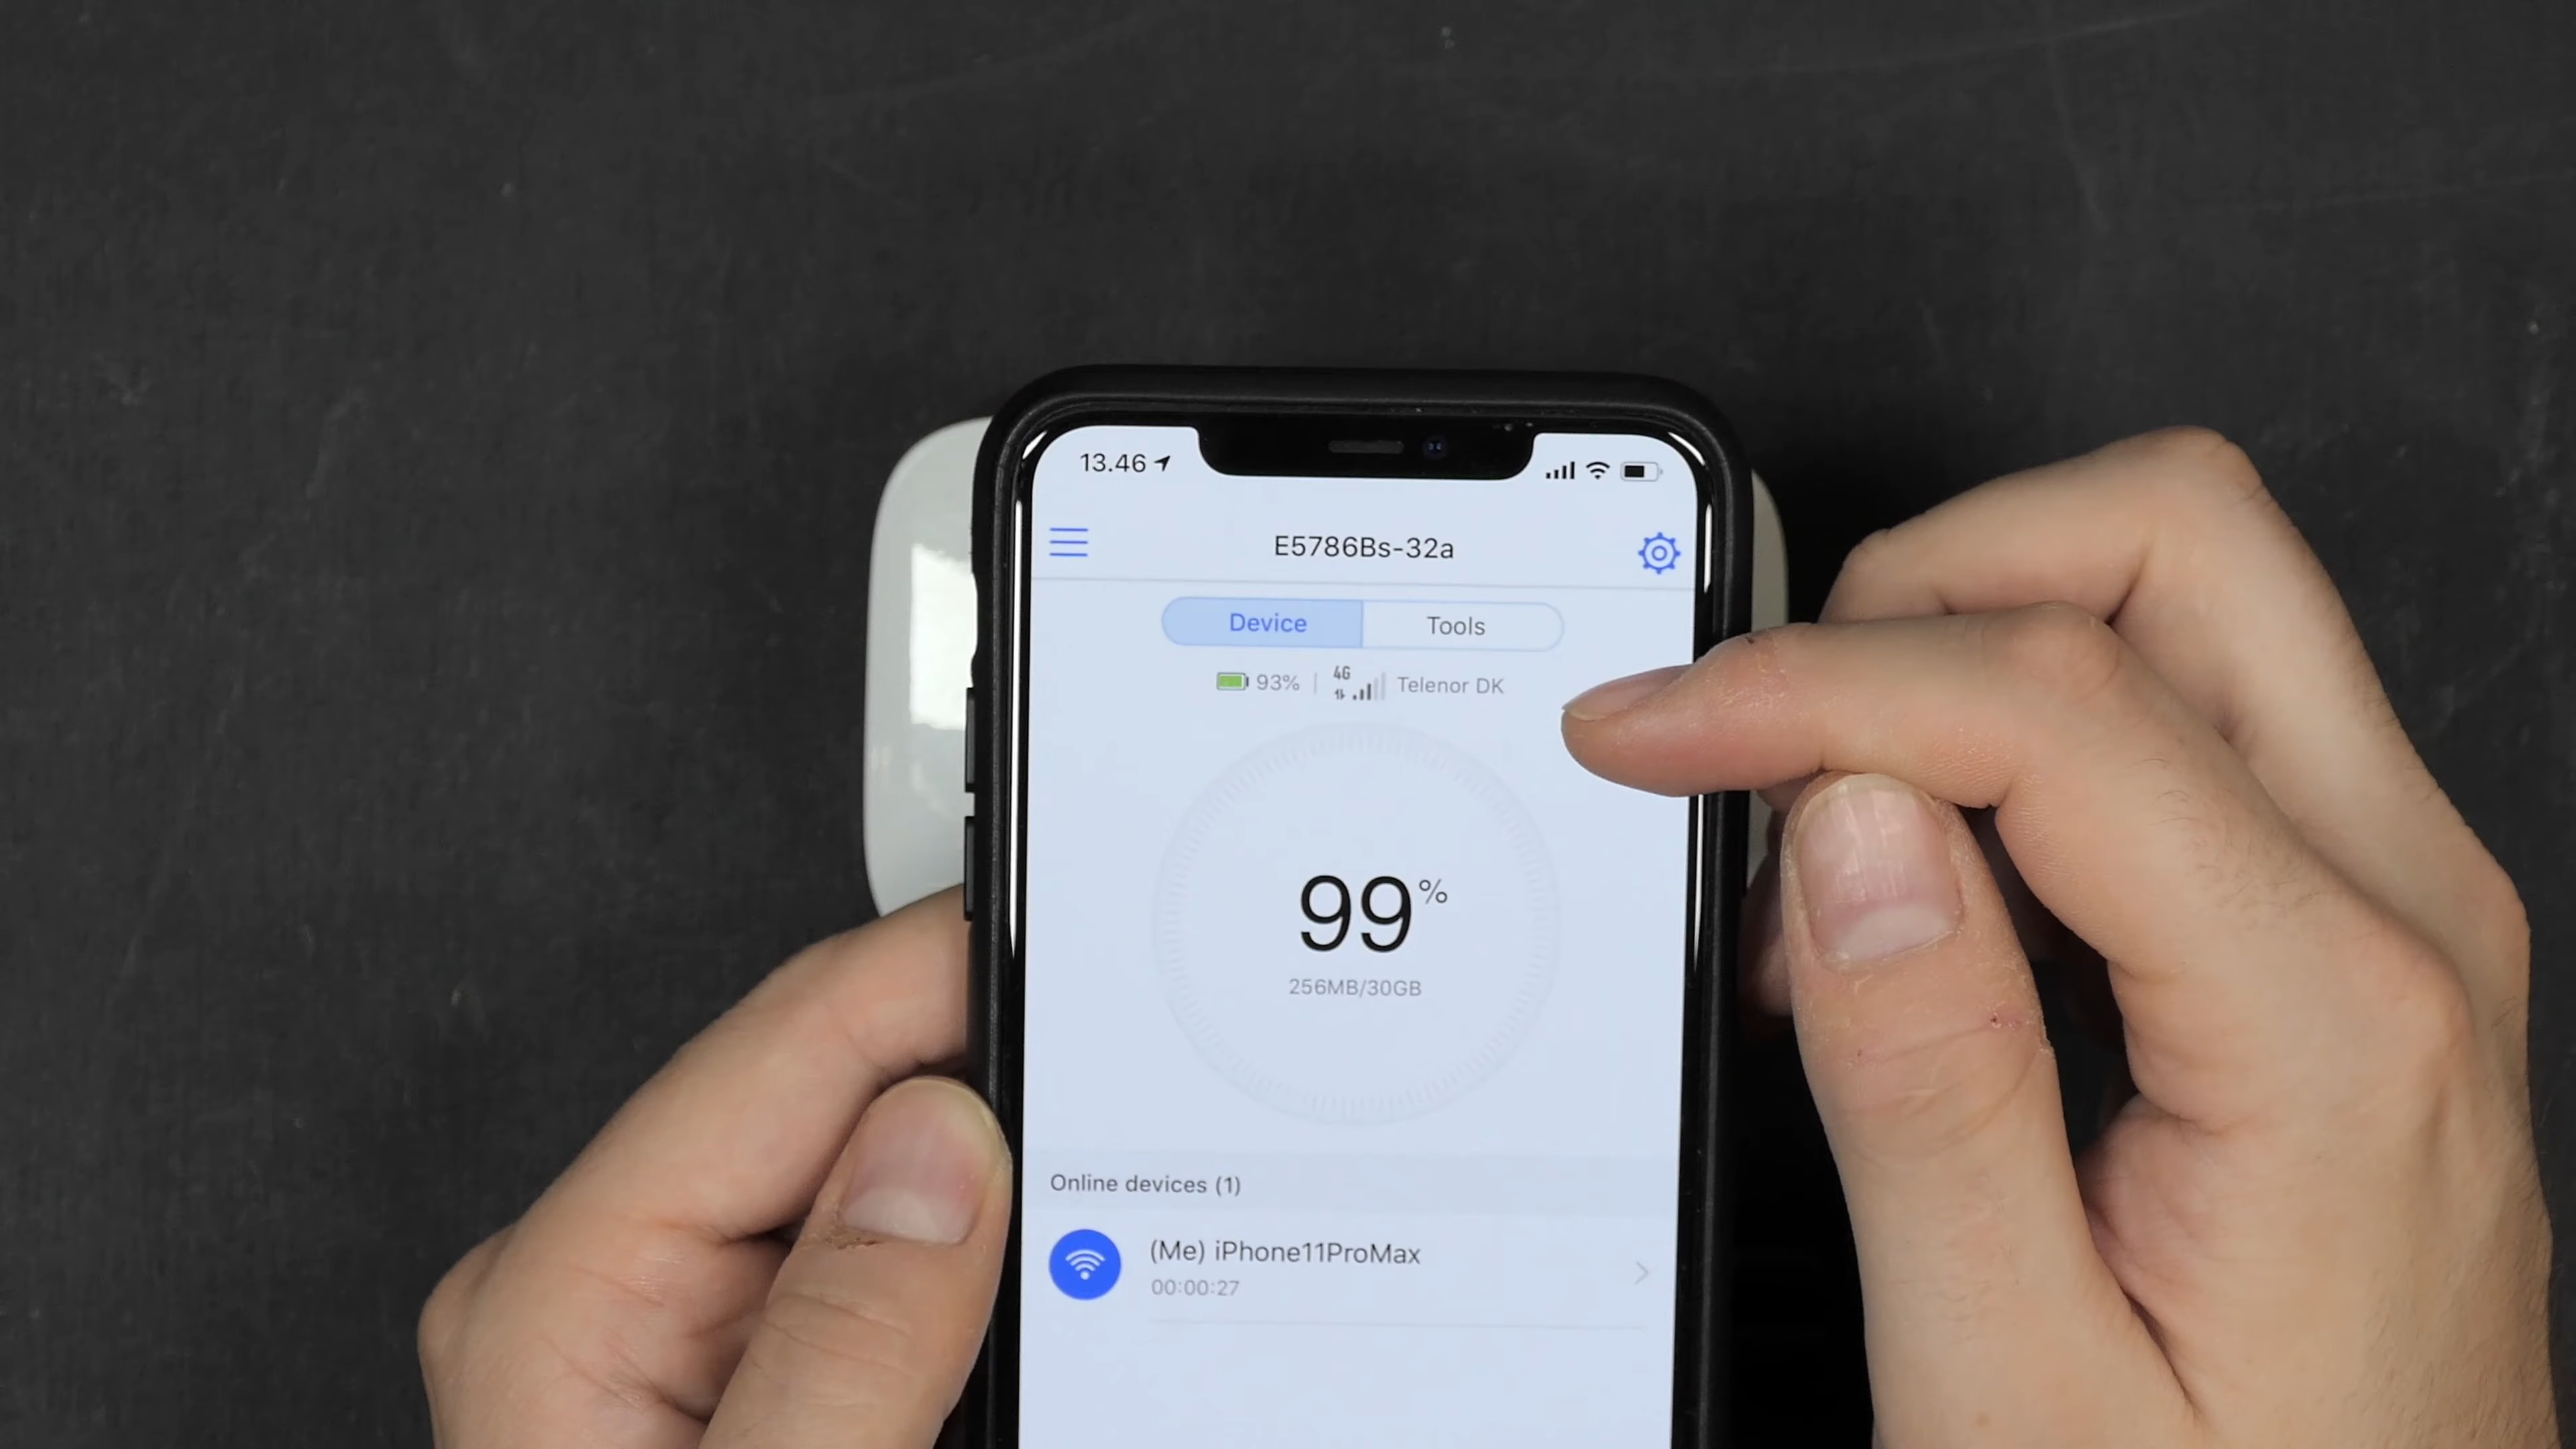 13.46
E5786Bs-32a
Device Tools
93% | 4G Telenor DK
99%
256MB/30GB
Online devices (1)
(Me) iPhone11ProMax
00:00:27